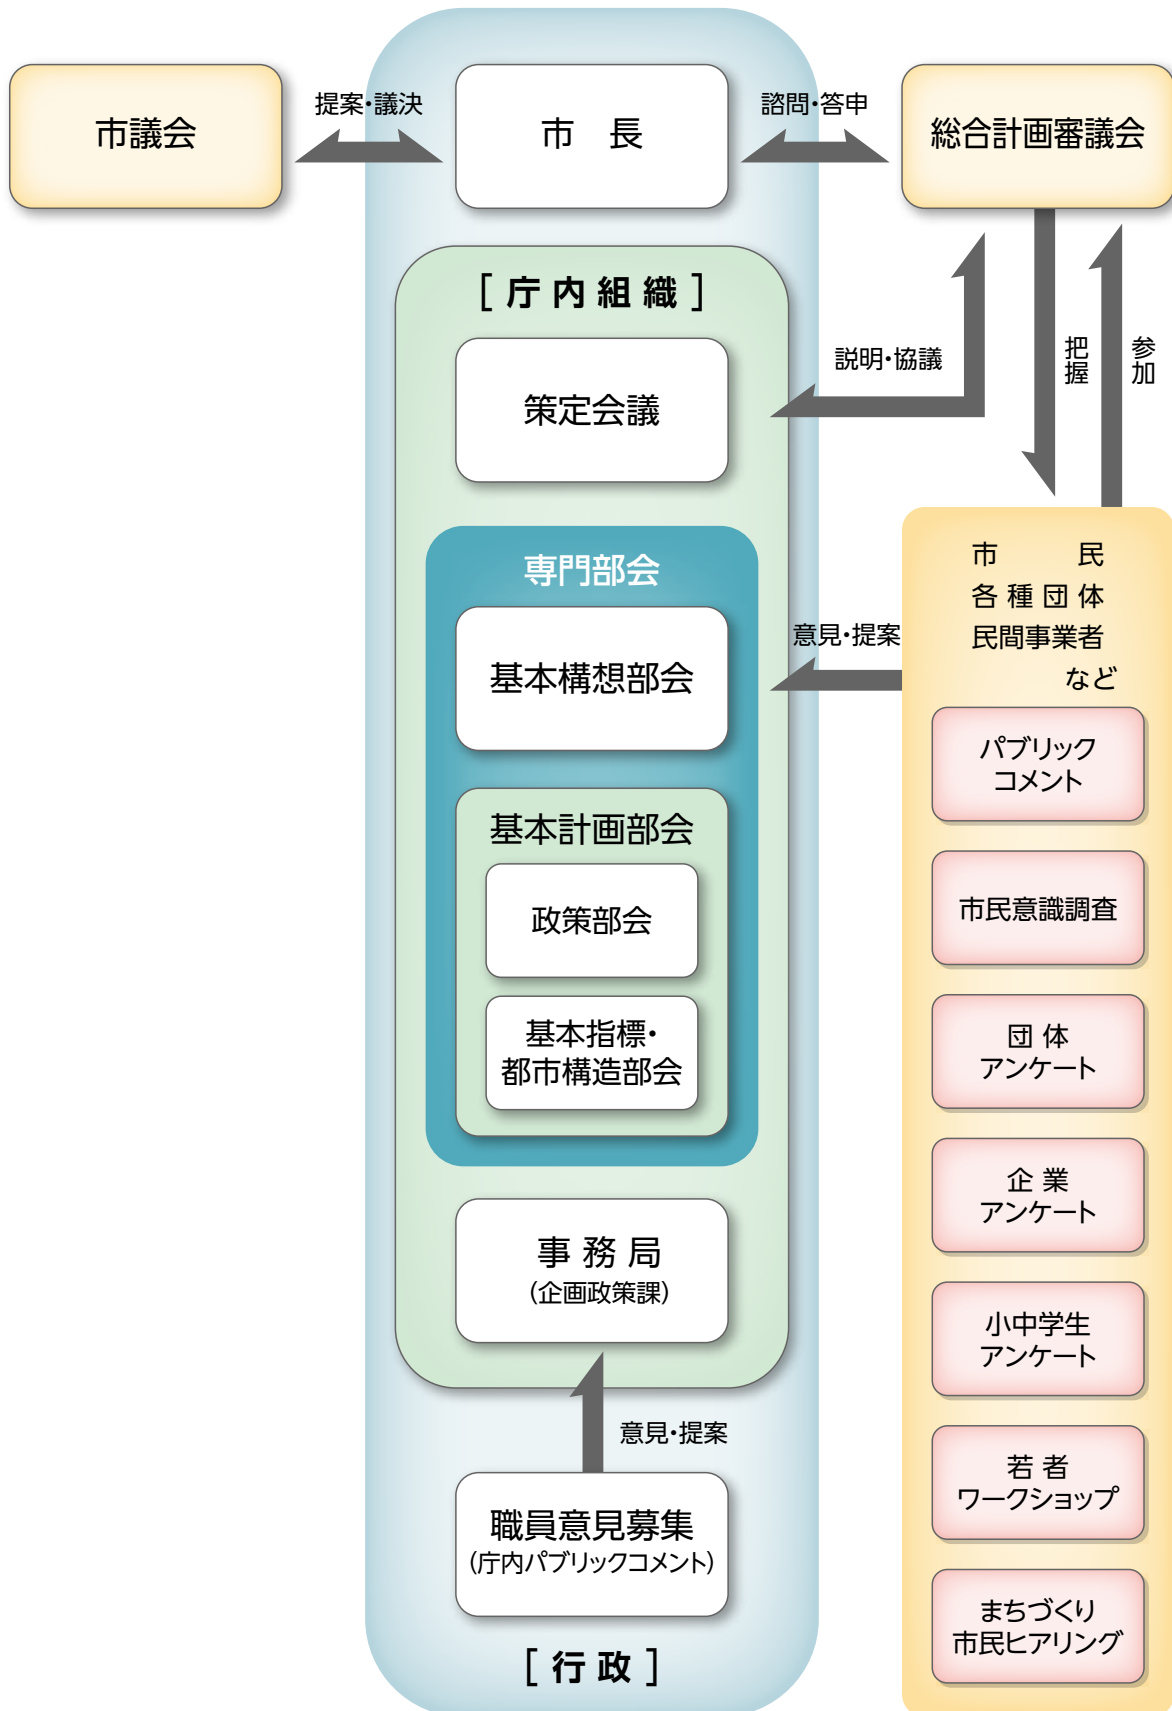 市議会
提案・議決
市　長
諮問・答申
総合計画審議会
［庁内組織］
策定会議
説明・協議
把握
参加
専門部会
基本構想部会
意見・提案
基本計画部会
政策部会
基本指標・
都市構造部会
事務局
（企画政策課）
意見・提案
職員意見募集
（庁内パブリックコメント）
［行政］
市　　民
各種団体
民間事業者
など
パブリック
コメント
市民意識調査
団体
アンケート
企業
アンケート
小中学生
アンケート
若者
ワークショップ
まちづくり
市民ヒアリング